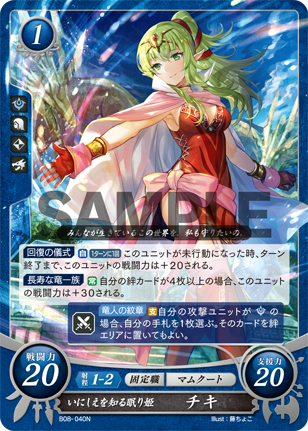 1
みんなが生きているこの世界を、私も守りたいの。
SAMPLE
回復の儀式 自 1ターンに1回 このユニットが未行動になった時、ターン
終了まで、このユニットの戦闘力は+20される。
長寿な竜一族 常 自分の絆カードが4枚以上の場合、このユニッ
トの戦闘力は+30される。
竜人の紋章 支 自分の攻撃ユニットが
の場合、自分の手札を1枚選ぶ。そのカードを絆
エリアに置いてもよい。
戦闘力
20
射程 1-2 固定職 マムクート
支援力
20
いにしえを知る眠り姫 チキ
B08-040N
Illust：藤ちょこ